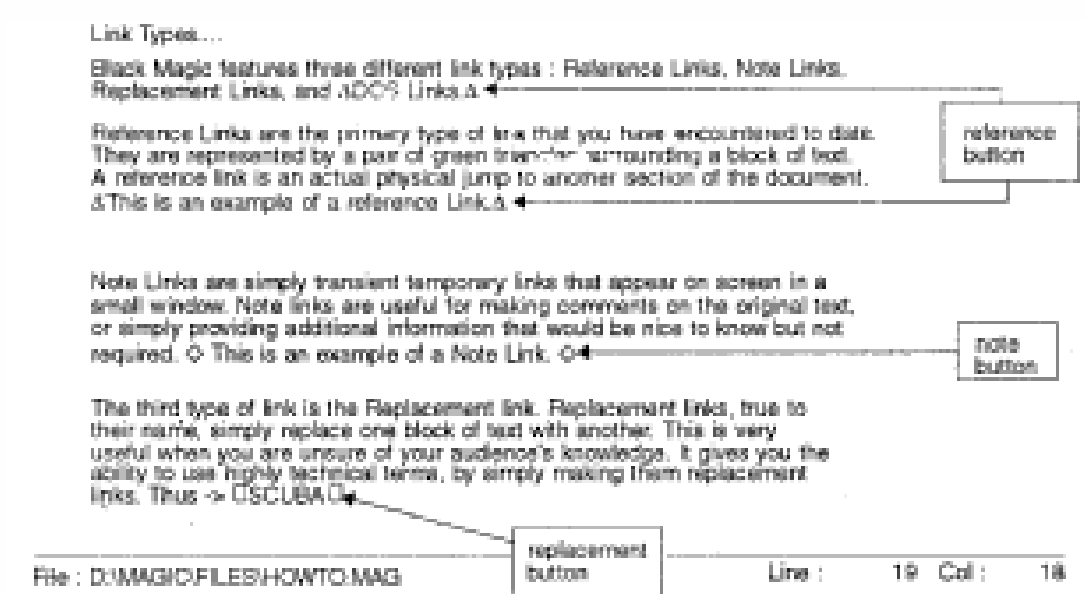 Link Types....
Black Magic features three different link types : Reference Links, Note Links,
Replacement Links, and ΔDOS Links.Δ
Reference Links are the primary type of link that you have encountered to date.
They are represented by a pair of green triangles surrounding a block of text.
A reference link is an actual physical jump to another section of the document.
ΔThis is an example of a reference Link.Δ
reference
button
Note Links are simply transient temporary links that appear on screen in a
small window. Note links are useful for making comments on the original text,
or simply providing additional information that would be nice to know but not
required. ◇ This is an example of a Note Link. ◇
note
button
The third type of link is the Replacement link. Replacement links, true to
their name, simply replace one block of text with another. This is very
useful when you are unsure of your audience's knowledge. It gives you the
ability to use highly technical terms, by simply making them replacement
links. Thus -> □SCUBA□
replacement
button
File : D:\MAGIC\FILES\HOWTO.MAG Line : 19 Col : 18